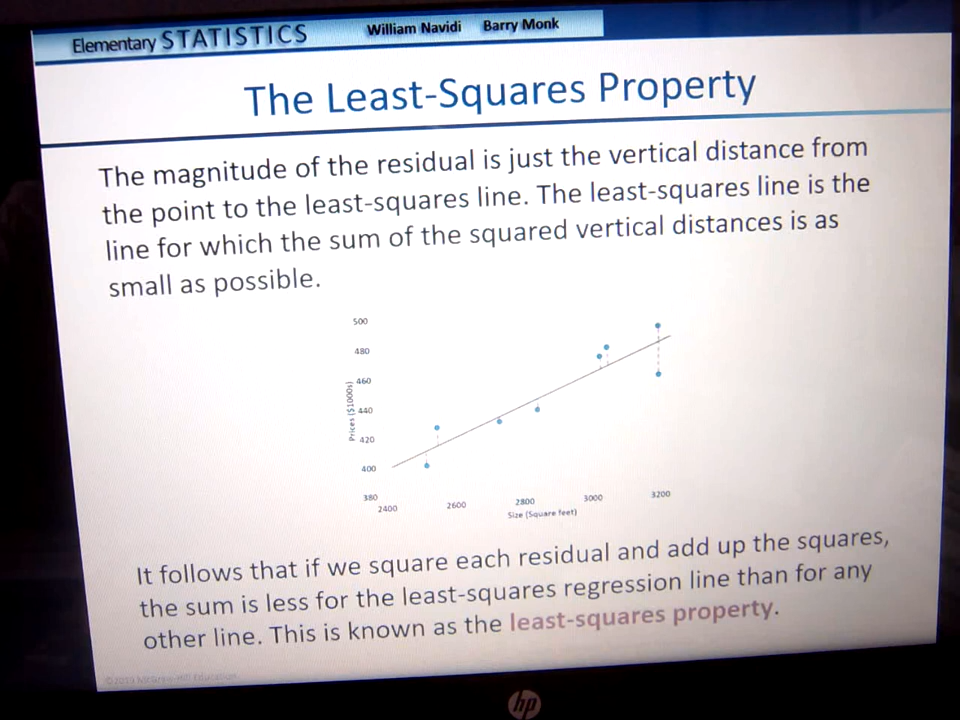 Elementary STATISTICS William Navidi Barry Monk
The Least-Squares Property
The magnitude of the residual is just the vertical distance from
the point to the least-squares line. The least-squares line is the
line for which the sum of the squared vertical distances is as
small as possible.
500
480
460
440
420
400
380
Prices ($1000s)
2400 2600 2800 3000 3200
Size (Square feet)
It follows that if we square each residual and add up the squares,
the sum is less for the least-squares regression line than for any
other line. This is known as the least-squares property.
hp